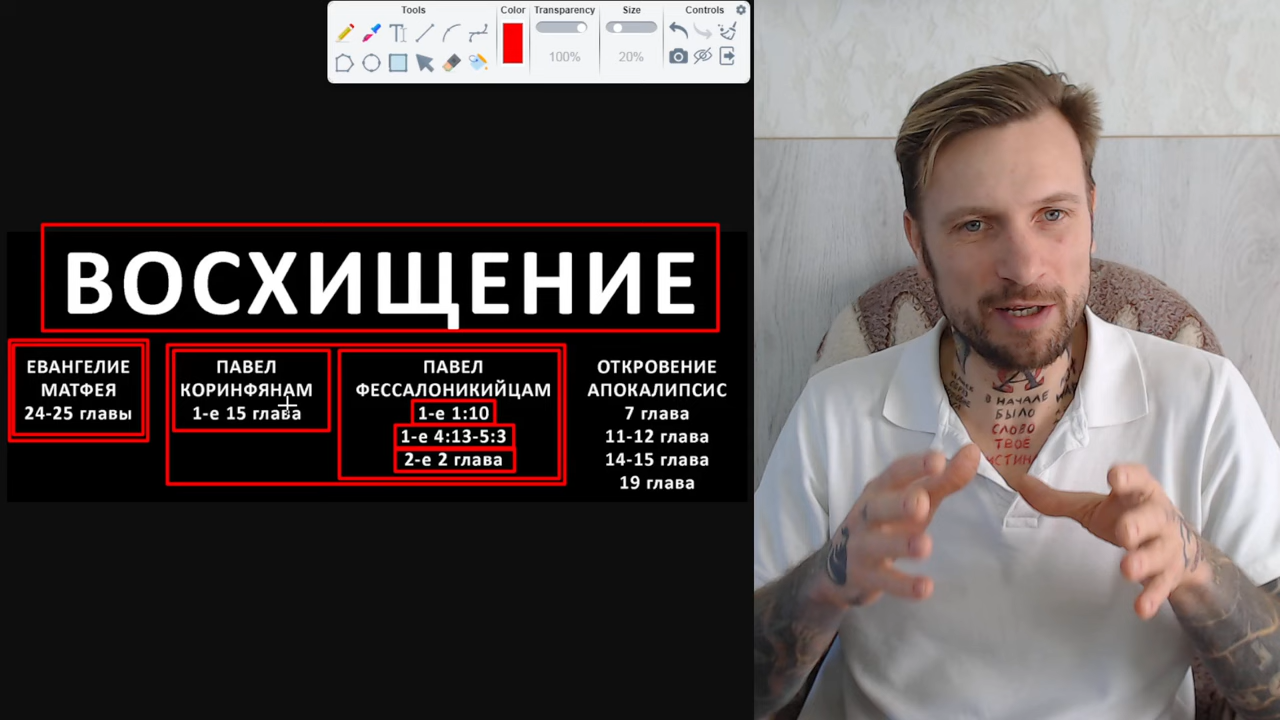 Tools
Color
Transparency
Size
Controls
100%
20%
ВОСХИЩЕНИЕ
ЕВАНГЕЛИЕ
МАТФЕЯ
24-25 главы
ПАВЕЛ
КОРИНФЯНАМ
1-е 15 глава
ПАВЕЛ
ФЕССАЛОНИКИЙЦАМ
1-е 1:10
1-е 4:13-5:3
2-е 2 глава
ОТКРОВЕНИЕ
АПОКАЛИПСИС
7 глава
11-12 глава
14-15 глава
19 глава
В НАЧАЛЕ
БЫЛО
СЛОВО
ТВОЕ